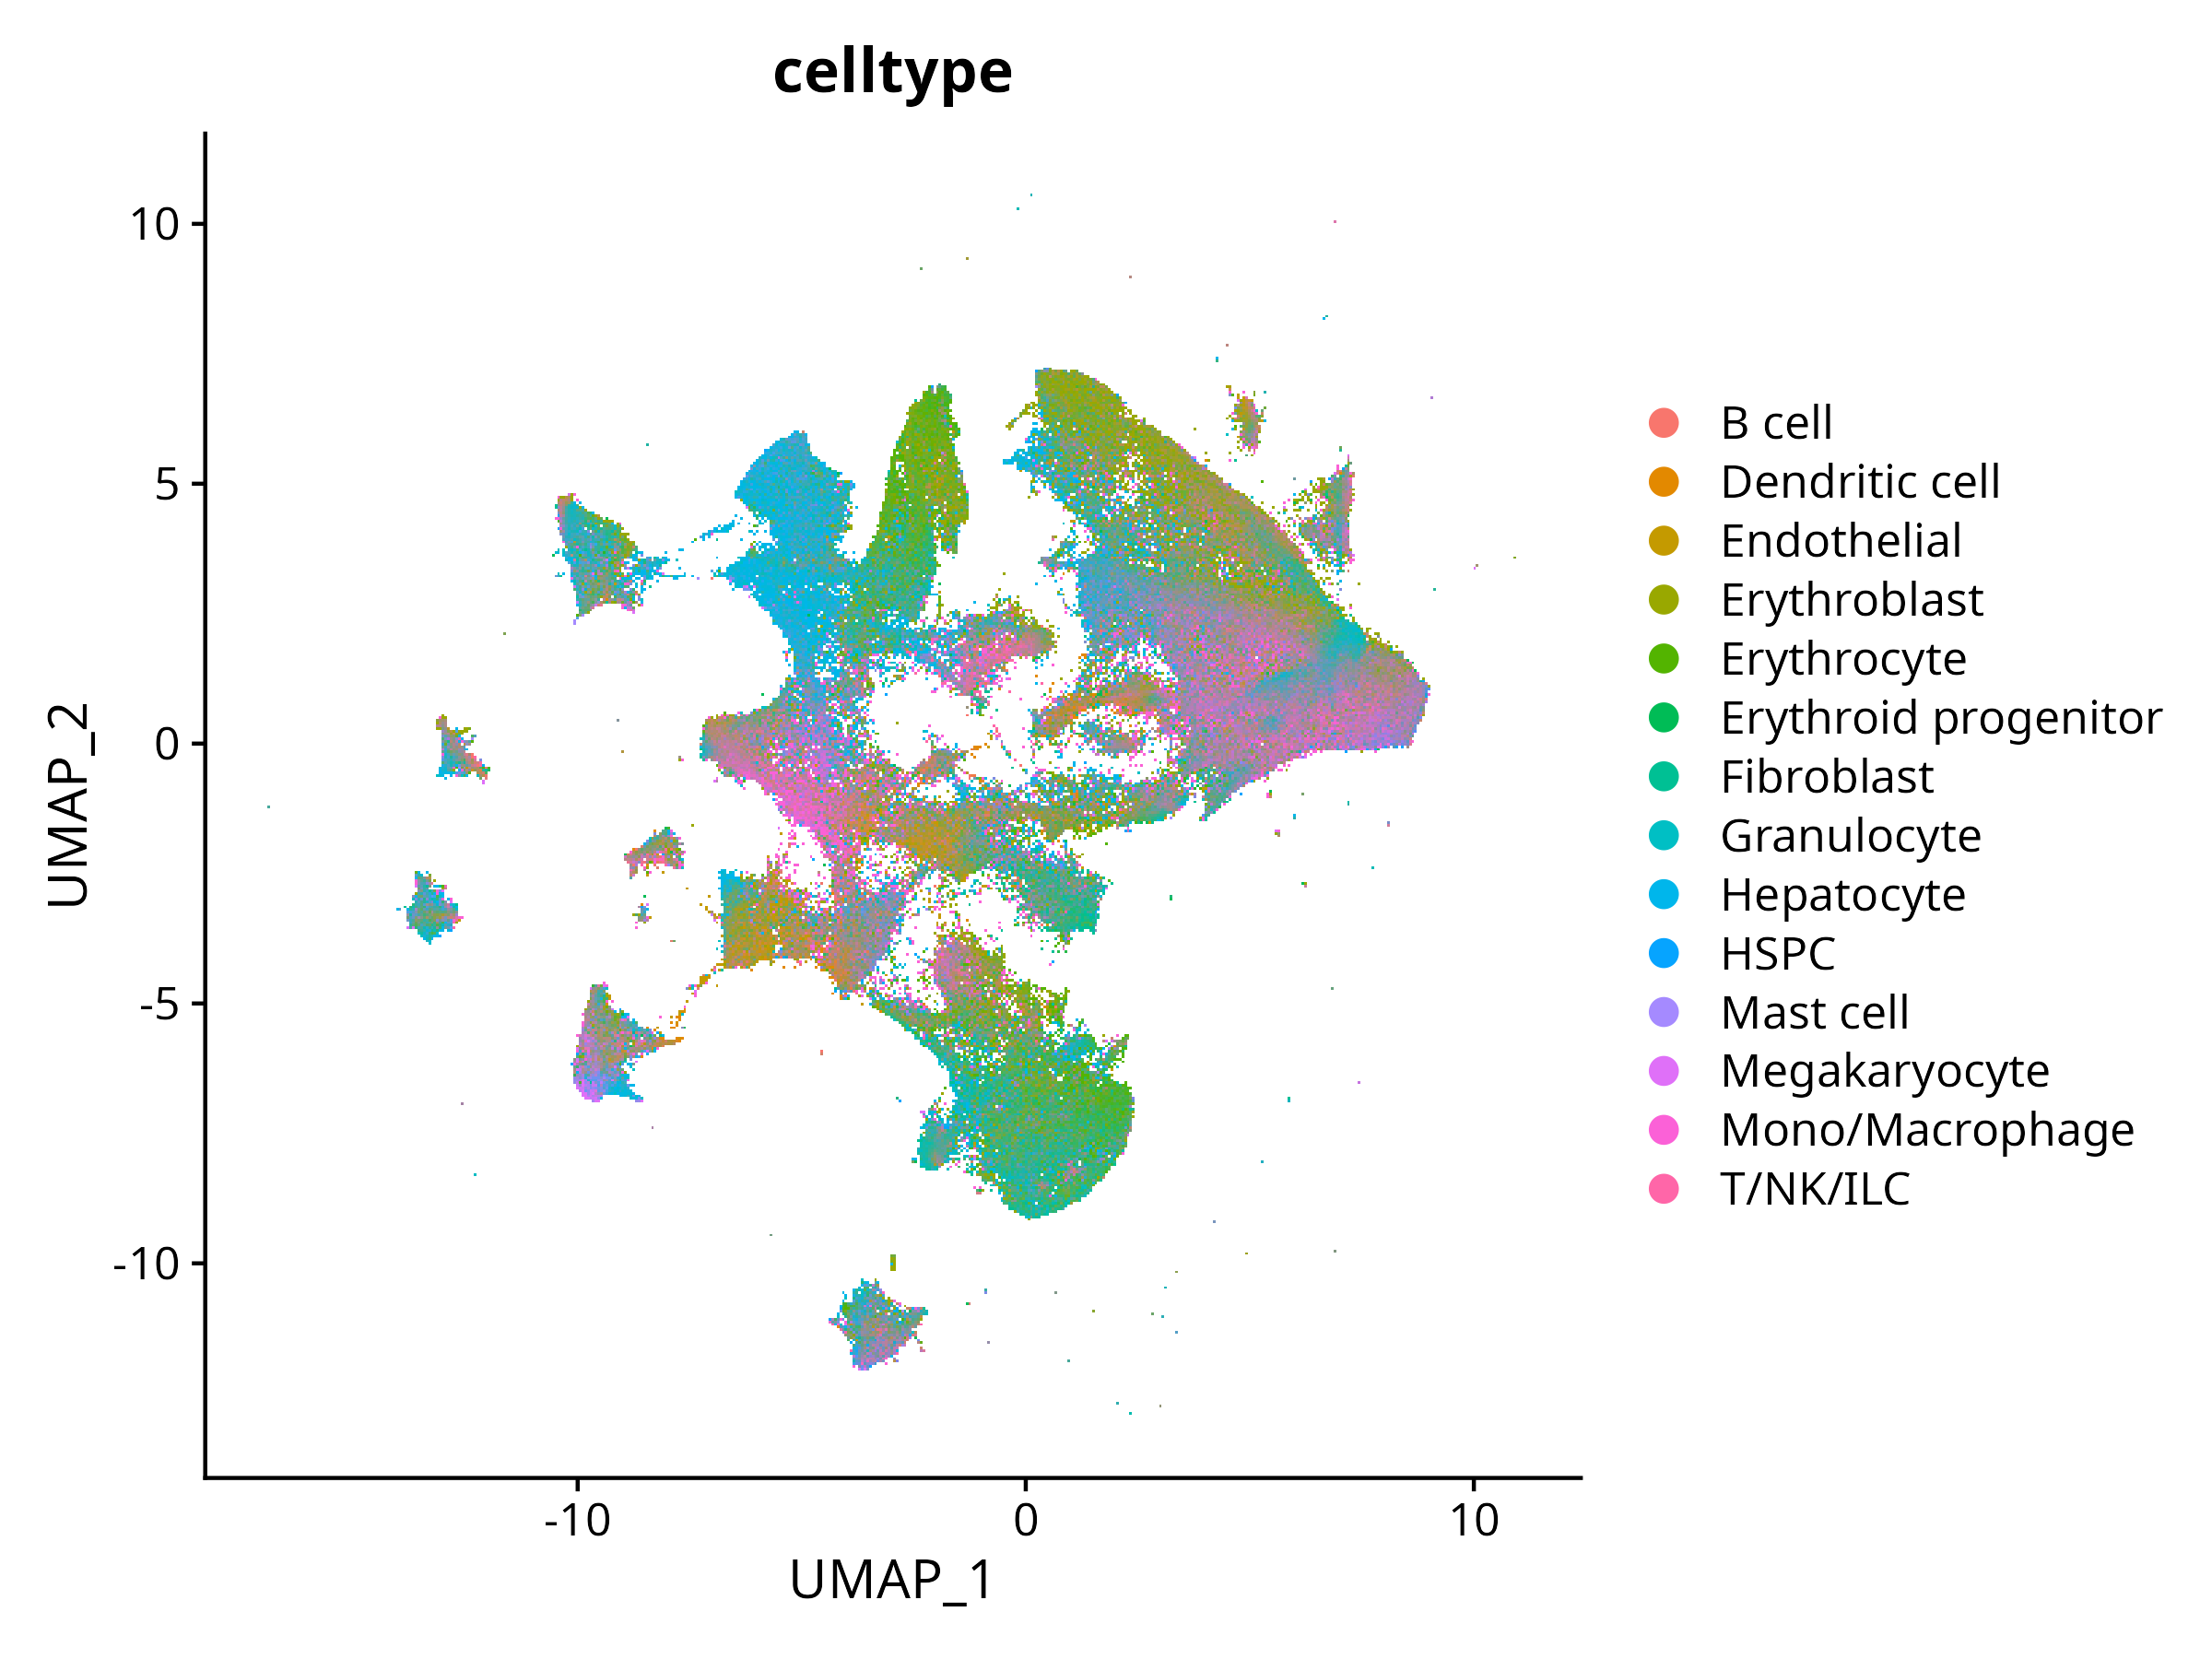 celltype
10
5
0
-5
-10
UMAP_2
-10
0
10
UMAP_1
B cell
Dendritic cell
Endothelial
Erythroblast
Erythrocyte
Erythroid progenitor
Fibroblast
Granulocyte
Hepatocyte
HSPC
Mast cell
Megakaryocyte
Mono/Macrophage
T/NK/ILC